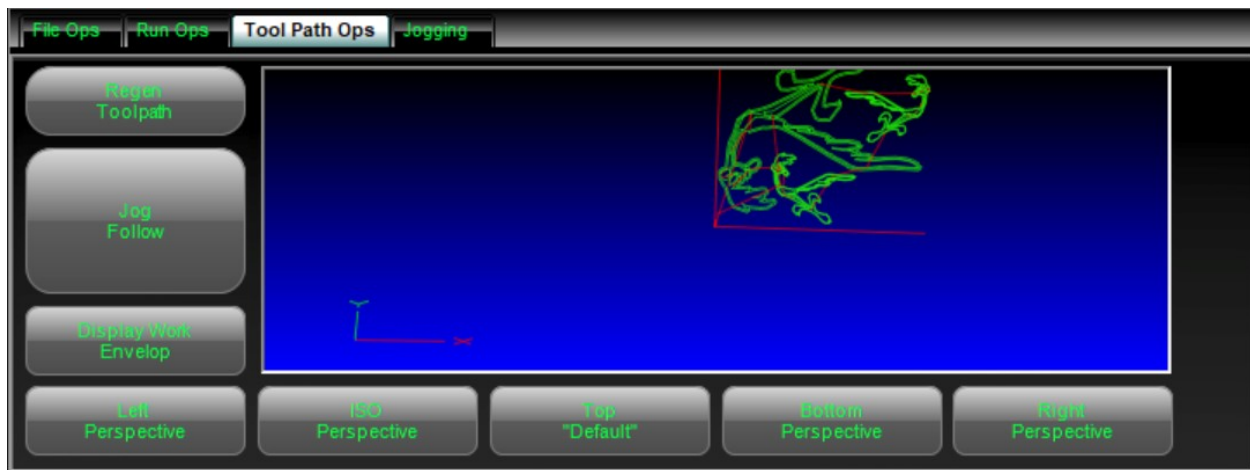 File Ops Run Ops Tool Path Ops Jogging
Regen
Toolpath
Jog
Follow
Display Work
Envelop
Y
X
Left
Perspective
ISO
Perspective
Top
"Default"
Bottom
Perspective
Right
Perspective